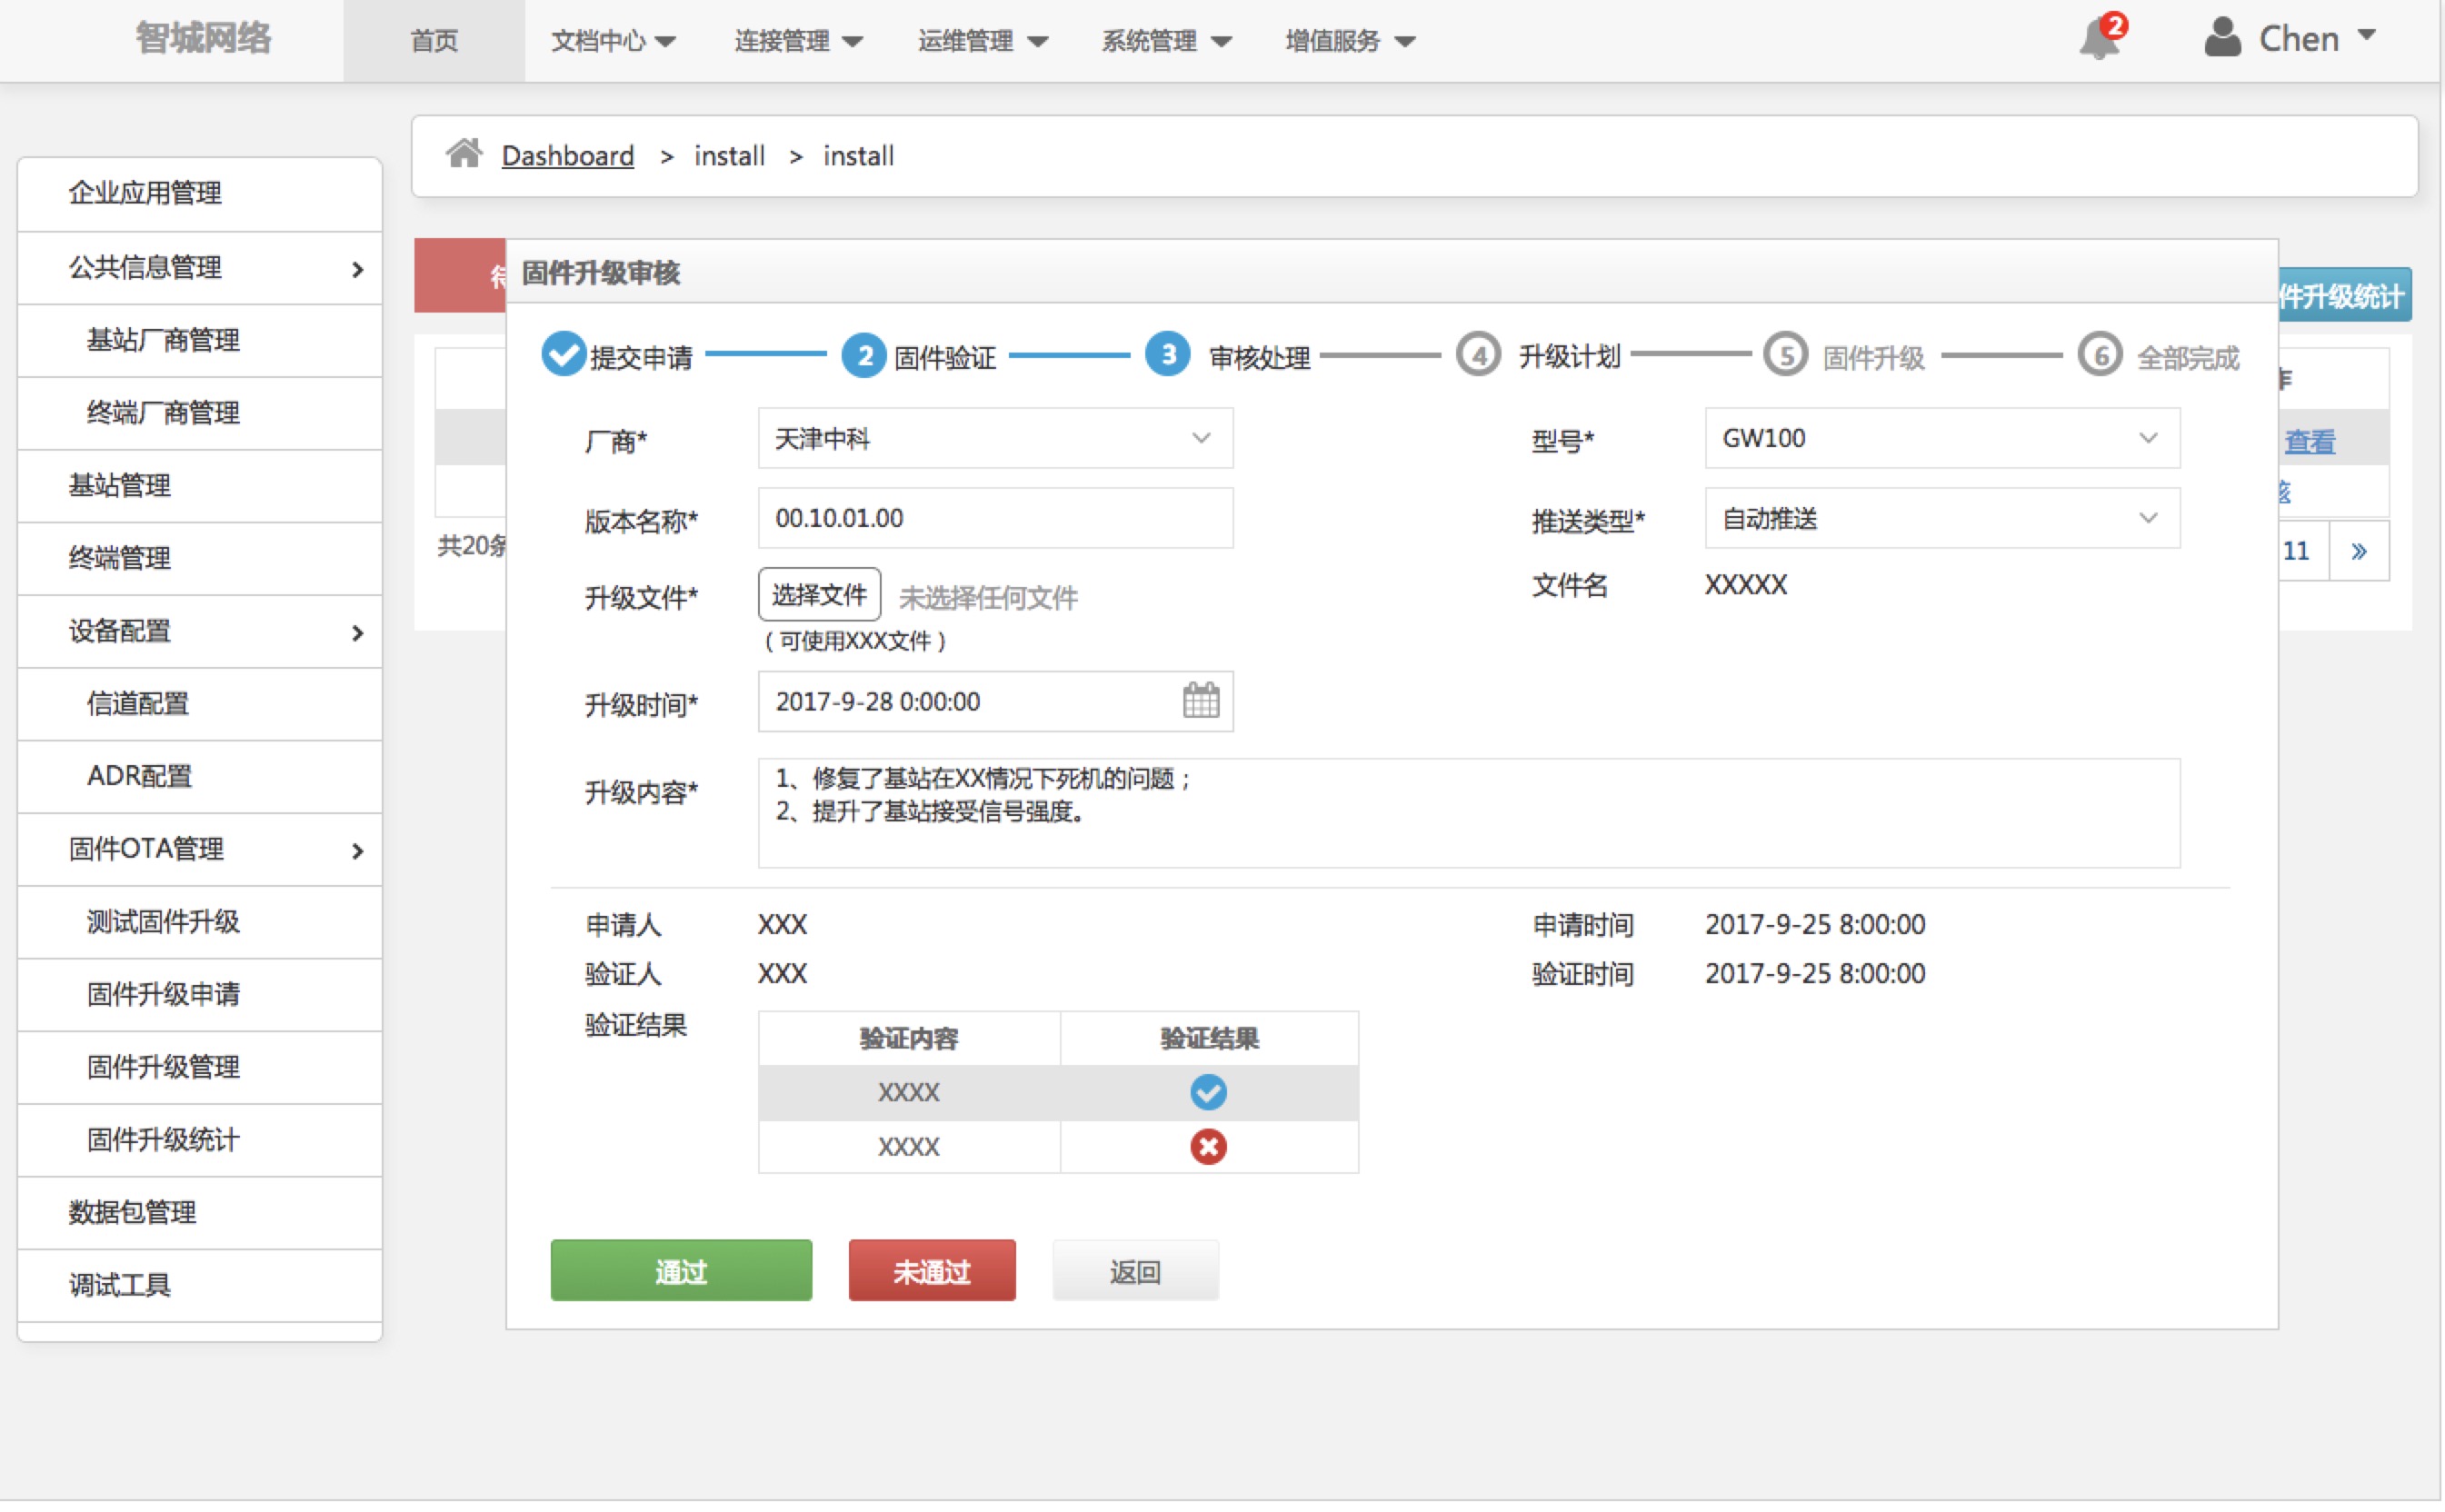 智城网络
首页
文档中心
连接管理
运维管理
系统管理
增值服务
2
Chen
Dashboard > install > install
企业应用管理
公共信息管理
基站厂商管理
终端厂商管理
基站管理
终端管理
设备配置
信道配置
ADR配置
固件OTA管理
测试固件升级
固件升级申请
固件升级管理
固件升级统计
数据包管理
调试工具
件升级统计
查看
共20条
11 »
固件升级审核
提交申请
2 固件验证
3 审核处理
4 升级计划
5 固件升级
6 全部完成
厂商* 天津中科
型号* GW100
版本名称* 00.10.01.00
推送类型* 自动推送
升级文件* 选择文件 未选择任何文件
文件名 XXXXX
（可使用XXX文件）
升级时间* 2017-9-28 0:00:00
升级内容* 1、修复了基站在XX情况下死机的问题；
2、提升了基站接受信号强度。
申请人 XXX
申请时间 2017-9-25 8:00:00
验证人 XXX
验证时间 2017-9-25 8:00:00
验证结果
验证内容 验证结果
XXXX
XXXX
通过
未通过
返回